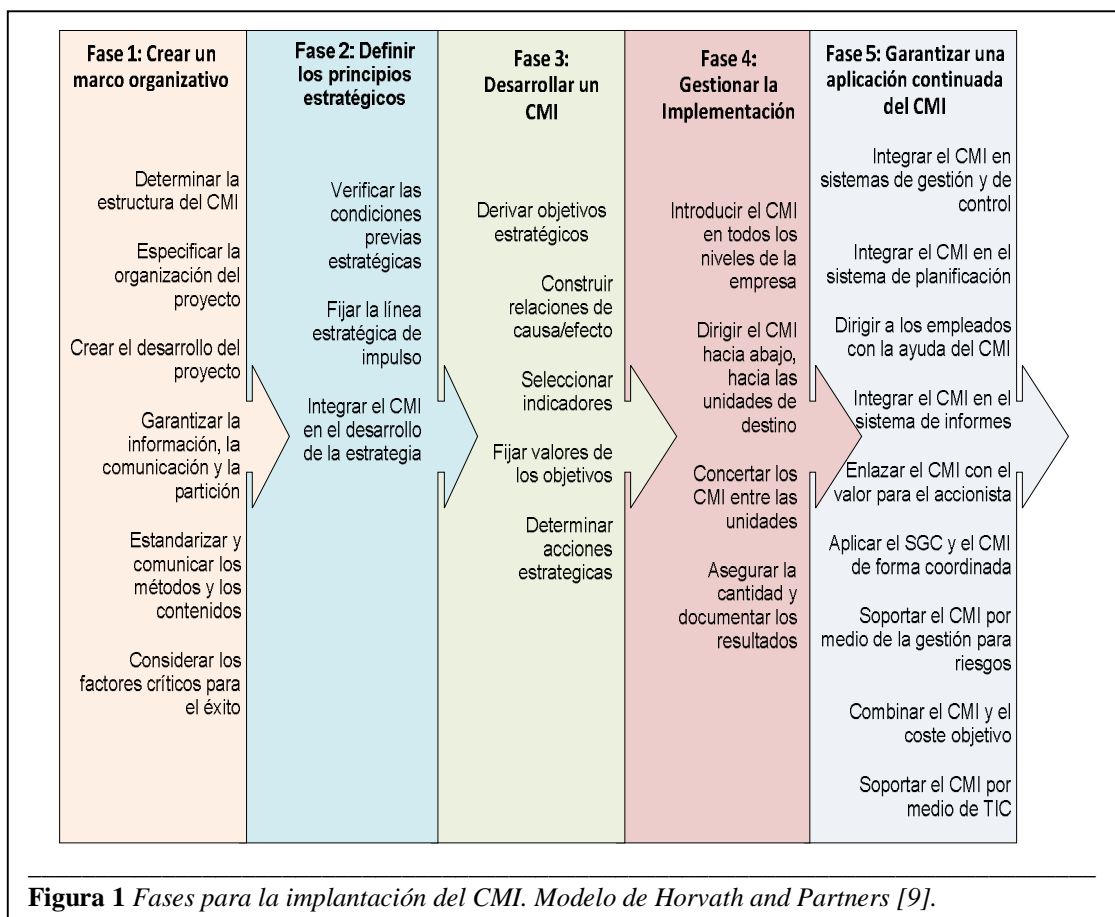 Fase 1: Crear un
marco organizativo
Determinar la
estructura del CMI
Especificar la
organización del
proyecto
Crear el desarrollo del
proyecto
Garantizar la
información, la
comunicación y la
partición
Estandarizar y
comunicar los
métodos y los
contenidos
Considerar los
factores críticos para
el éxito
Fase 2: Definir
los principios
estratégicos
Verificar las
condiciones
previas
estratégicas
Fijar la línea
estratégica de
impulso
Integrar el CMI
en el desarrollo
de la estrategia
Fase 3:
Desarrollar un
CMI
Derivar objetivos
estratégicos
Construir
relaciones de
causa/efecto
Seleccionar
indicadores
Fijar valores de
los objetivos
Determinar
acciones
estrategicas
Fase 4:
Gestionar la
Implementación
Introducir el CMI
en todos los
niveles de la
empresa
Dirigir el CMI
hacia abajo,
hacia las
unidades de
destino
Concertar los
CMI entre las
unidades
Asegurar la
cantidad y
documentar los
resultados
Fase 5: Garantizar una
aplicación continuada
del CMI
Integrar el CMI en
sistemas de gestión y de
control
Integrar el CMI en el
sistema de planificación
Dirigir a los empleados
con la ayuda del CMI
Integrar el CMI en el
sistema de informes
Enlazar el CMI con el
valor para el accionista
Aplicar el SGC y el CMI
de forma coordinada
Soportar el CMI por
medio de la gestión para
riesgos
Combinar el CMI y el
coste objetivo
Soportar el CMI por
medio de TIC
Figura 1 Fases para la implantación del CMI. Modelo de Horvath and Partners [9].